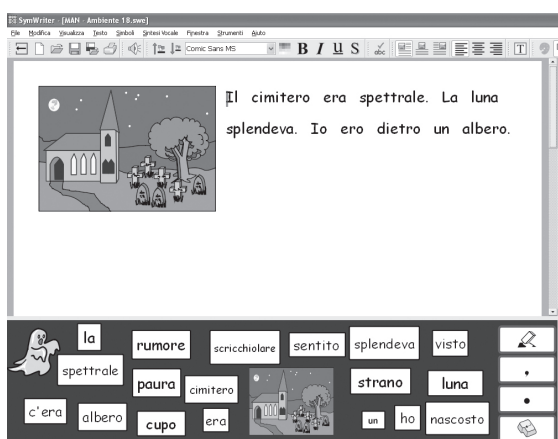 SymWriter - [MAN - Ambiente 18.swe]
File Modifica Visualizza Testo Simboli Sintesi Vocale Finestra Strumenti Aiuto
Comic Sans MS B I U S abc T
Il cimitero era spettrale. La luna
splendeva. Io ero dietro un albero.
la rumore scricchiolare sentito splendeva visto
spettrale paura cimitero strano luna
c'era albero cupo era un ho nascosto